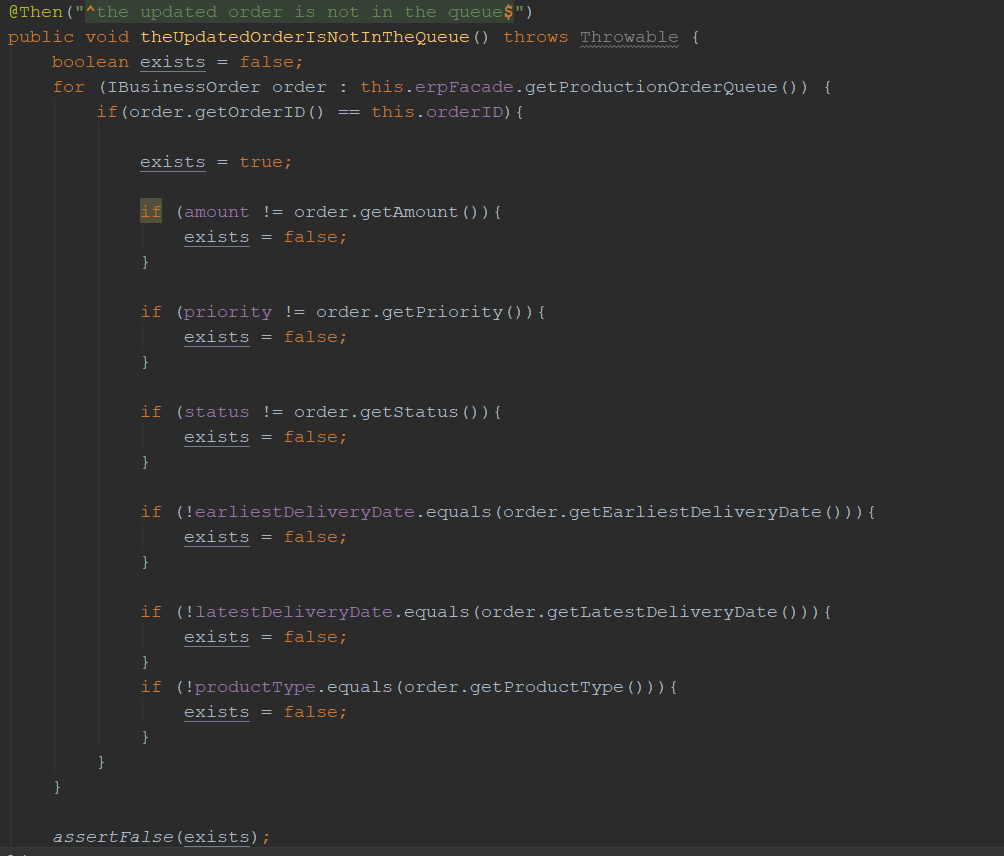 @Then("^the updated order is not in the queue$")
public void theUpdatedOrderIsNotInTheQueue() throws Throwable {
boolean exists = false;
for (IBusinessOrder order : this.erpFacade.getProductionOrderQueue()) {
if(order.getOrderID() == this.orderID){
exists = true;
if (amount != order.getAmount()){
exists = false;
}
if (priority != order.getPriority()){
exists = false;
}
if (status != order.getStatus()){
exists = false;
}
if (!earliestDeliveryDate.equals(order.getEarliestDeliveryDate())){
exists = false;
}
if (!latestDeliveryDate.equals(order.getLatestDeliveryDate())){
exists = false;
}
if (!productType.equals(order.getProductType())){
exists = false;
}
}
}
assertFalse(exists);